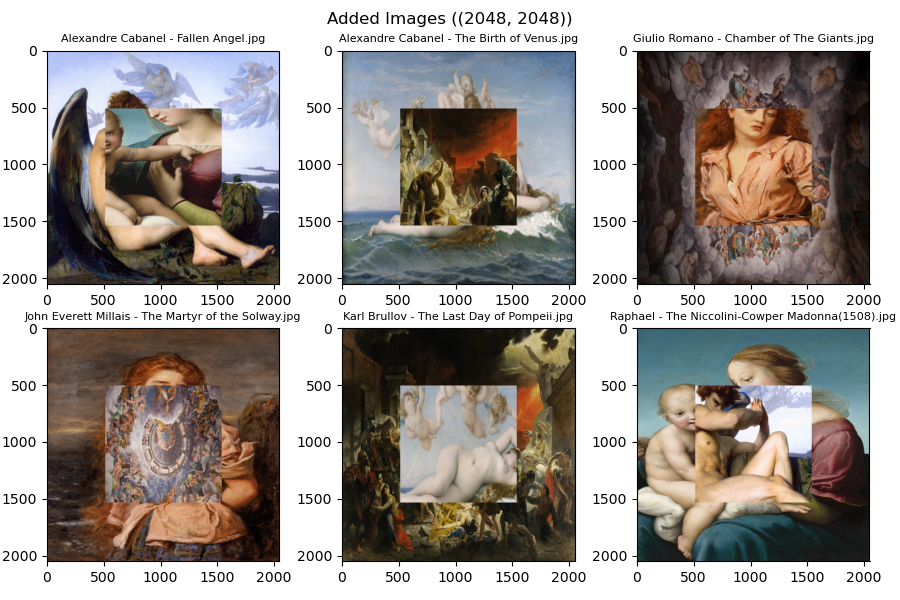 Added Images ((2048, 2048))
Alexandre Cabanel - Fallen Angel.jpg
Alexandre Cabanel - The Birth of Venus.jpg
Giulio Romano - Chamber of The Giants.jpg
0
500
1000
1500
2000
0 500 1000 1500 2000
0
500
1000
1500
2000
0 500 1000 1500 2000
0
500
1000
1500
2000
0 500 1000 1500 2000
John Everett Millais - The Martyr of the Solway.jpg
Karl Brullov - The Last Day of Pompeii.jpg
Raphael - The Niccolini-Cowper Madonna(1508).jpg
0
500
1000
1500
2000
0 500 1000 1500 2000
0
500
1000
1500
2000
0 500 1000 1500 2000
0
500
1000
1500
2000
0 500 1000 1500 2000